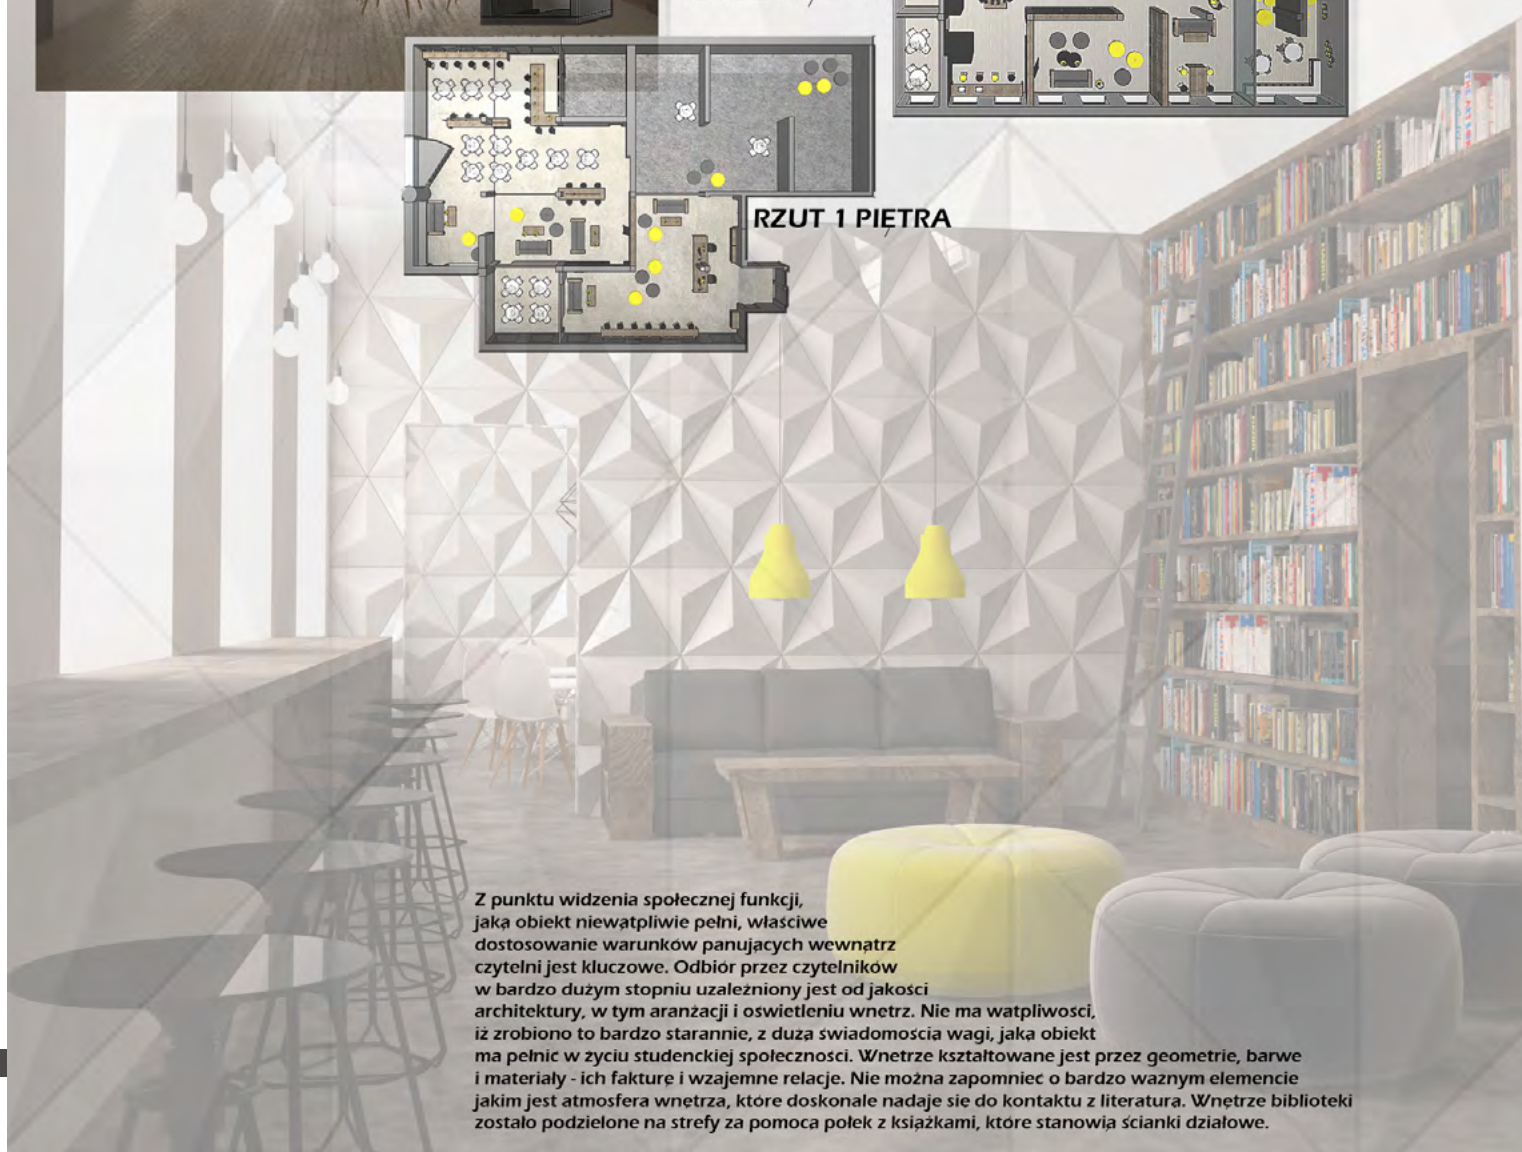 RZUT 1 PIĘTRA
Z punktu widzenia społecznej funkcji,
jaką obiekt niewątpliwie pełni, właściwe
dostosowanie warunków panujących wewnątrz
czytelni jest kluczowe. Odbiór przez czytelników
w bardzo dużym stopniu uzależniony jest od jakości
architektury, w tym aranżacji i oświetleniu wnętrz. Nie ma wątpliwości,
iż zrobiono to bardzo starannie, z dużą świadomością wagi, jaką obiekt
ma pełnić w życiu studenckiej społeczności. Wnętrze kształtowane jest przez geometrię, barwę
i materiały - ich fakturę i wzajemne relacje. Nie można zapomnieć o bardzo ważnym elemencie
jakim jest atmosfera wnętrza, które doskonale nadaje się do kontaktu z literaturą. Wnętrze biblioteki
zostało podzielone na strefy za pomocą półek z książkami, które stanowią ścianki działowe.